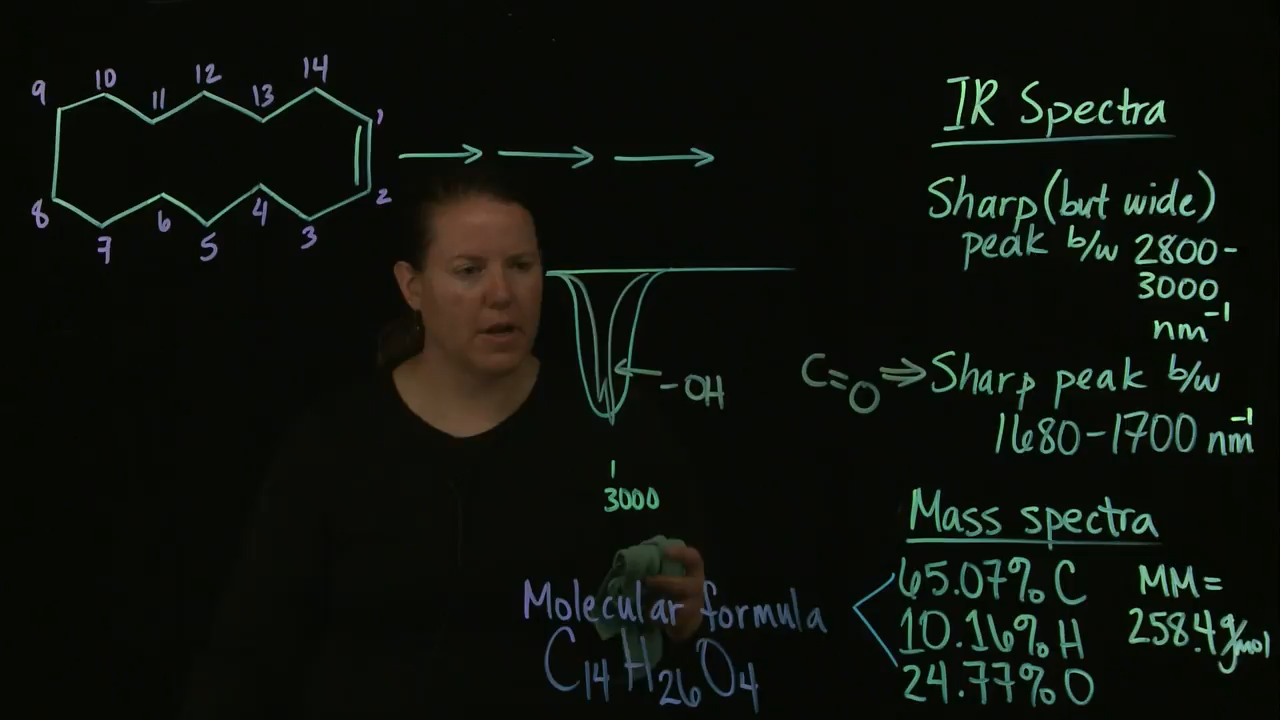 9 10 11 12 13 14 1
8 7 6 5 4 3 2
-OH
3000
IR Spectra
Sharp (but wide)
peak b/w 2800-
3000
nm⁻¹
C=O ⇒ Sharp peak b/w
1680-1700 nm⁻¹
Mass spectra
65.07% C MM=
10.16% H 258.4 g/mol
24.77% O
Molecular formula
C₁₄H₂₆O₄